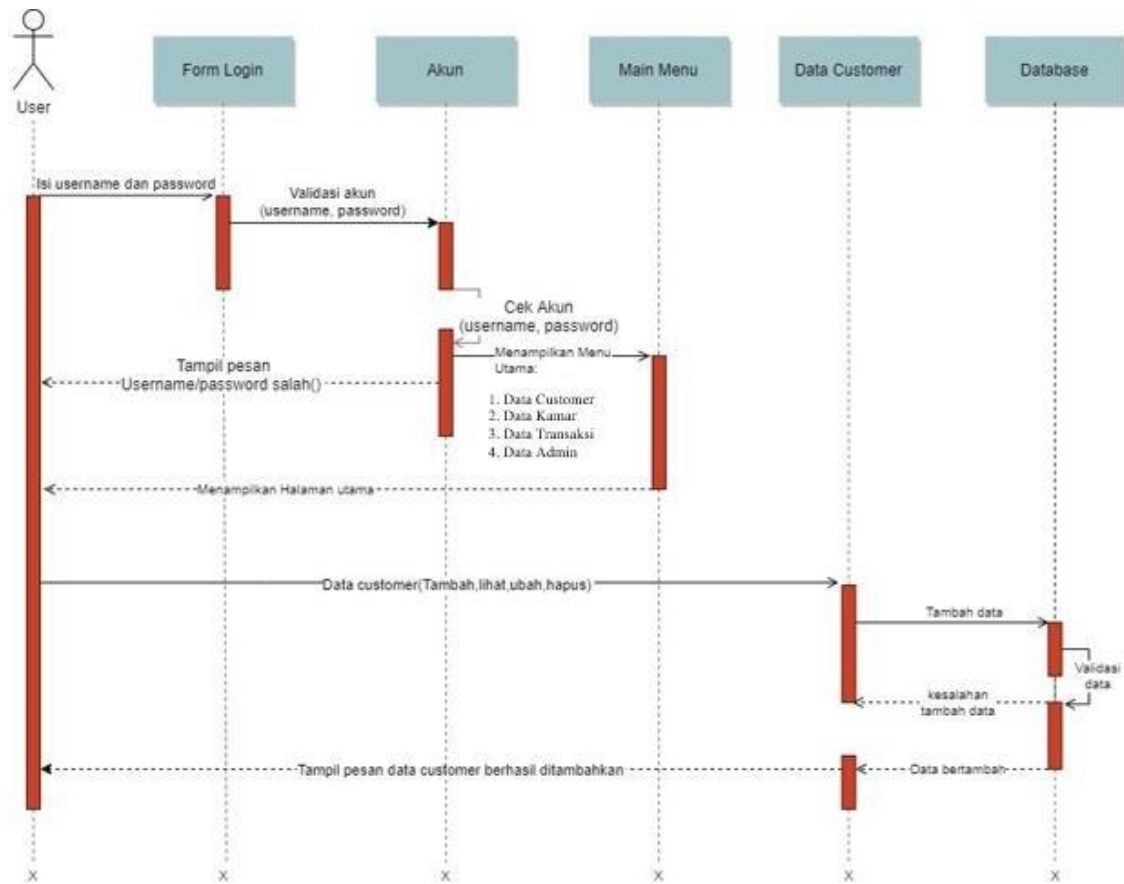 User
Form Login
Akun
Main Menu
Data Customer
Database
Isi username dan password
Validasi akun
(username, password)
Cek Akun
(username, password)
Menampilkan Menu
Utama:
1. Data Customer
2. Data Kamar
3. Data Transaksi
4. Data Admin
Tampil pesan
Username/password salah()
Menampilkan Halaman utama
Data customer(Tambah,lihat,ubah,hapus)
Tambah data
Validasi
data
kesalahan
tambah data
Data bertambah
Tampil pesan data customer berhasil ditambahkan
X
X
X
X
X
X